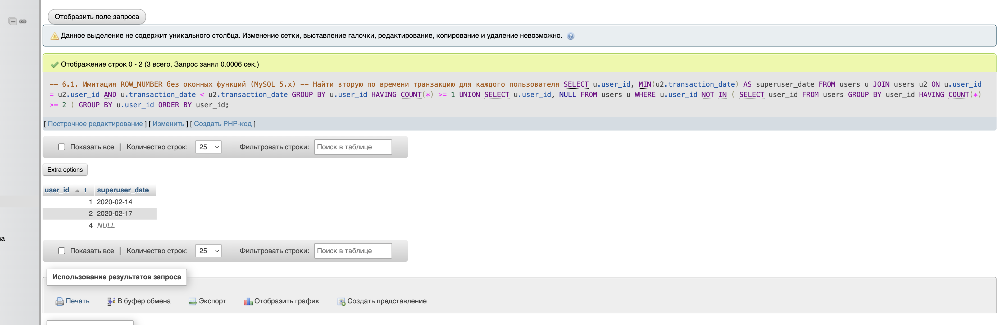 Отобразить поле запроса
Данное выделение не содержит уникального столбца. Изменение сетки, выставление галочки, редактирование, копирование и удаление невозможно.
Отображение строк 0 - 2 (3 всего, Запрос занял 0.0006 сек.)
-- 6.1. Имитация ROW_NUMBER без оконных функций (MySQL 5.x) -- Найти вторую по времени транзакцию для каждого пользователя SELECT u.user_id, MIN(u2.transaction_date) AS superuser_date FROM users u JOIN users u2 ON u.user_id
= u2.user_id AND u.transaction_date < u2.transaction_date GROUP BY u.user_id HAVING COUNT(*) >= 1 UNION SELECT u.user_id, NULL FROM users u WHERE u.user_id NOT IN ( SELECT user_id FROM users GROUP BY user_id HAVING COUNT(*)
>= 2 ) GROUP BY u.user_id ORDER BY user_id;
[ Построчное редактирование ] [ Изменить ] [ Создать PHP-код ]
Показать все | Количество строк: 25 Фильтровать строки: Поиск в таблице
Extra options
user_id 1 superuser_date
1 2020-02-14
2 2020-02-17
4 NULL
na
Показать все | Количество строк: 25 Фильтровать строки: Поиск в таблице
Использование результатов запроса
Печать В буфер обмена Экспорт Отобразить график Создать представление